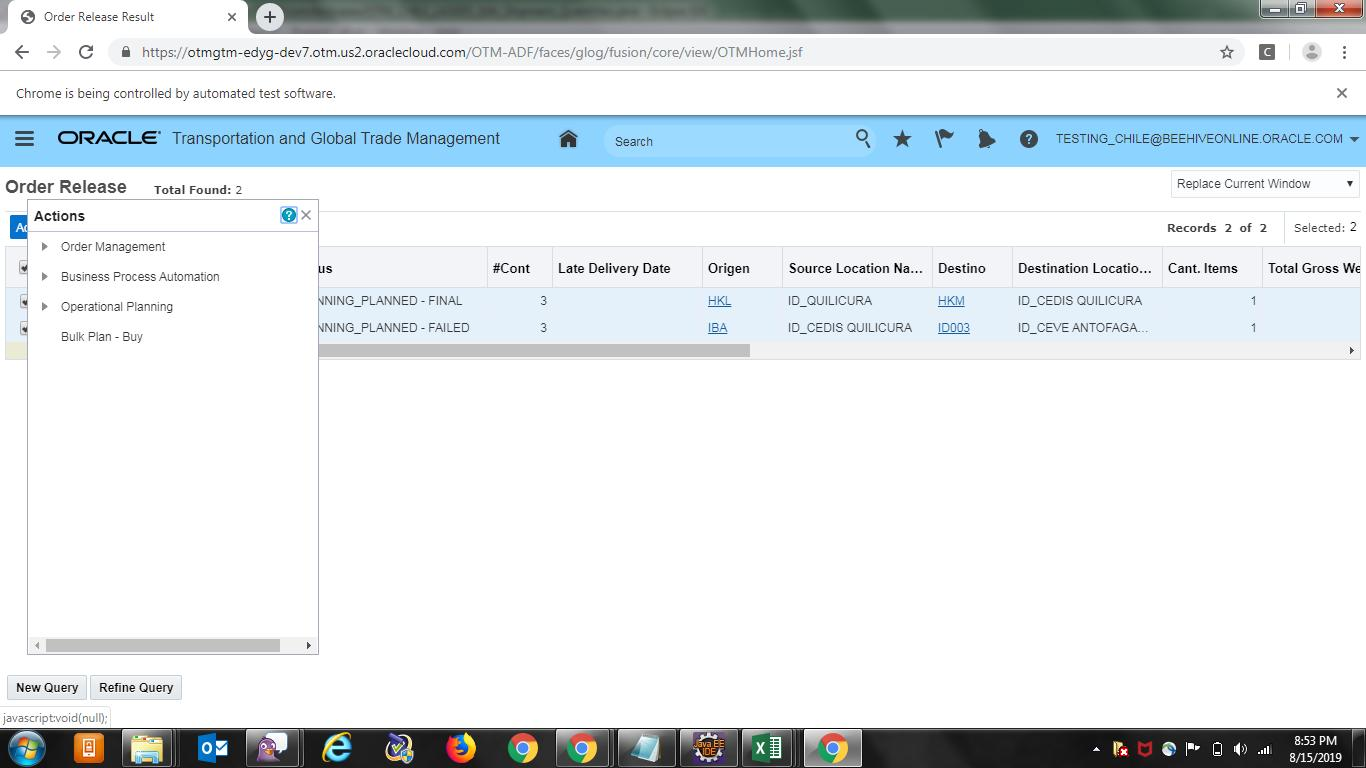 Order Release Result
https://otmgtm-edyg-dev7.otm.us2.oraclecloud.com/OTM-ADF/faces/glog/fusion/core/view/OTMHome.jsf
C
Chrome is being controlled by automated test software.
ORACLE Transportation and Global Trade Management Search ? TESTING_CHILE@BEEHIVEONLINE.ORACLE.COM
Order Release Total Found: 2 Replace Current Window
Actions ?
Records 2 of 2 Selected: 2
Order Management
#Cont Late Delivery Date Origen Source Location Na... Destino Destination Locatio... Cant. Items Total Gross We
Business Process Automation
NNING_PLANNED - FINAL 3 HKL ID_QUILICURA HKM ID_CEDIS QUILICURA 1
Operational Planning
NNING_PLANNED - FAILED 3 IBA ID_CEDIS QUILICURA ID003 ID_CEVE ANTOFAGA... 1
Bulk Plan - Buy
New Query Refine Query
javascript:void(null);
Java EE
IDE
8:53 PM
8/15/2019